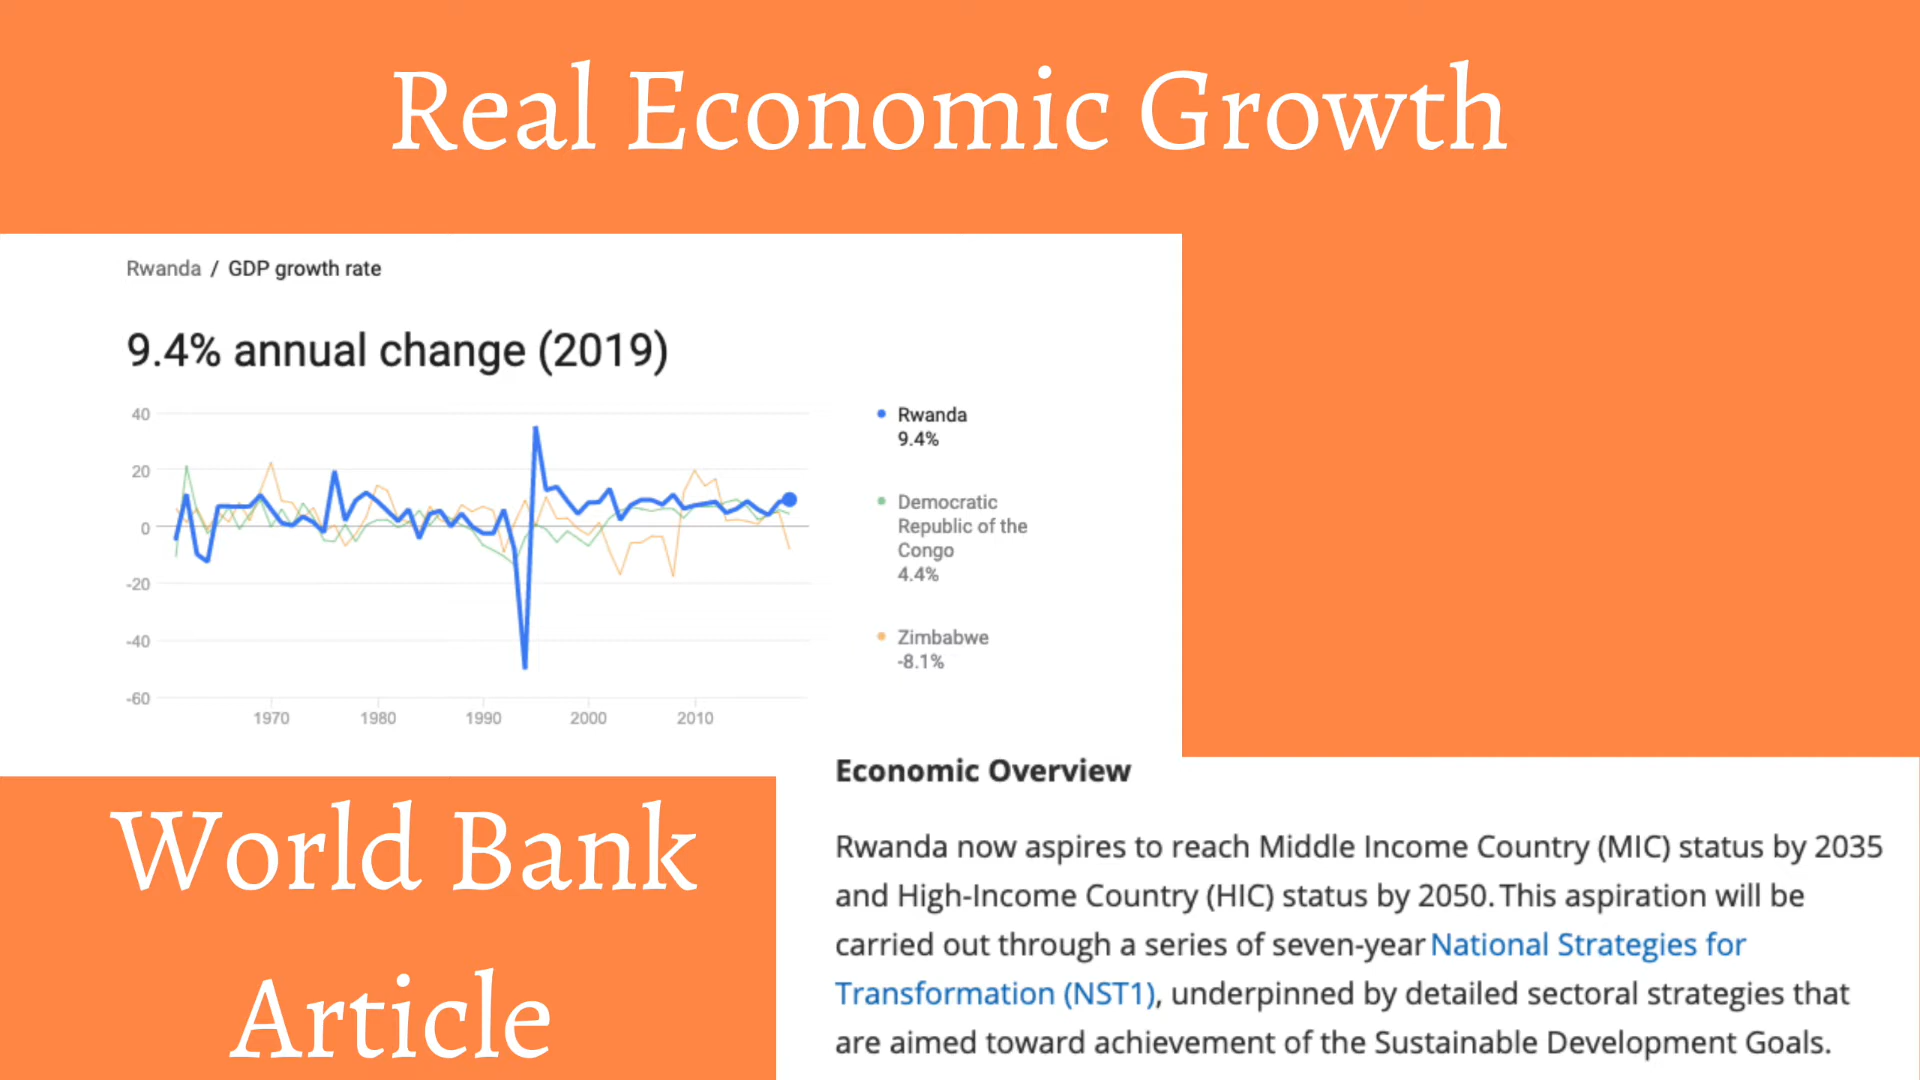 Real Economic Growth
Rwanda / GDP growth rate
9.4% annual change (2019)
40
20
0
-20
-40
-60
1970 1980 1990 2000 2010
Rwanda
9.4%
Democratic
Republic of the
Congo
4.4%
Zimbabwe
-8.1%
World Bank
Article
Economic Overview
Rwanda now aspires to reach Middle Income Country (MIC) status by 2035
and High-Income Country (HIC) status by 2050. This aspiration will be
carried out through a series of seven-year National Strategies for
Transformation (NST1), underpinned by detailed sectoral strategies that
are aimed toward achievement of the Sustainable Development Goals.